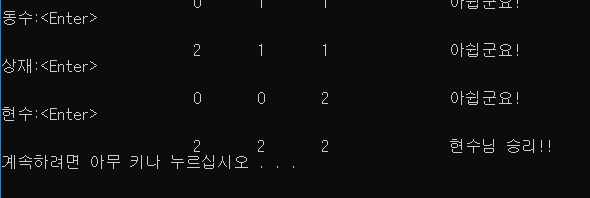 0 1 1 아쉽군요!
동수:<Enter>
2 1 1 아쉽군요!
상재:<Enter>
0 0 2 아쉽군요!
현수:<Enter>
2 2 2 현수님 승리!!
계속하려면 아무 키나 누르십시오 . . .